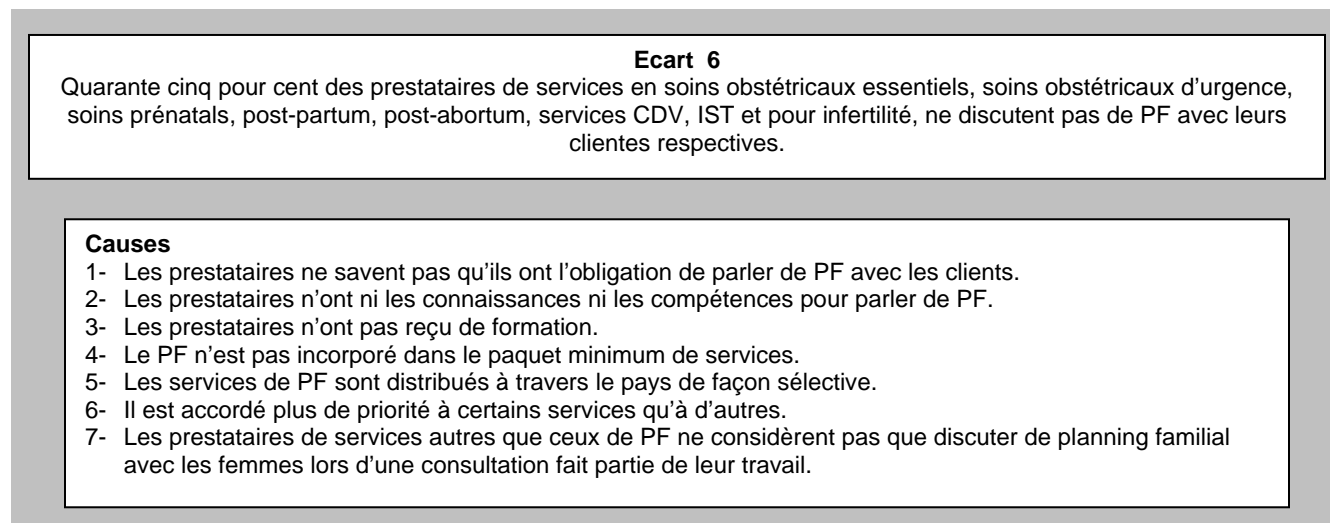 Ecart 6
Quarante cinq pour cent des prestataires de services en soins obstétricaux essentiels, soins obstétricaux d'urgence,
soins prénatals, post-partum, post-abortum, services CDV, IST et pour infertilité, ne discutent pas de PF avec leurs
clientes respectives.
Causes
1- Les prestataires ne savent pas qu'ils ont l'obligation de parler de PF avec les clients.
2- Les prestataires n'ont ni les connaissances ni les compétences pour parler de PF.
3- Les prestataires n'ont pas reçu de formation.
4- Le PF n'est pas incorporé dans le paquet minimum de services.
5- Les services de PF sont distribués à travers le pays de façon sélective.
6- Il est accordé plus de priorité à certains services qu'à d'autres.
7- Les prestataires de services autres que ceux de PF ne considèrent pas que discuter de planning familial
avec les femmes lors d'une consultation fait partie de leur travail.